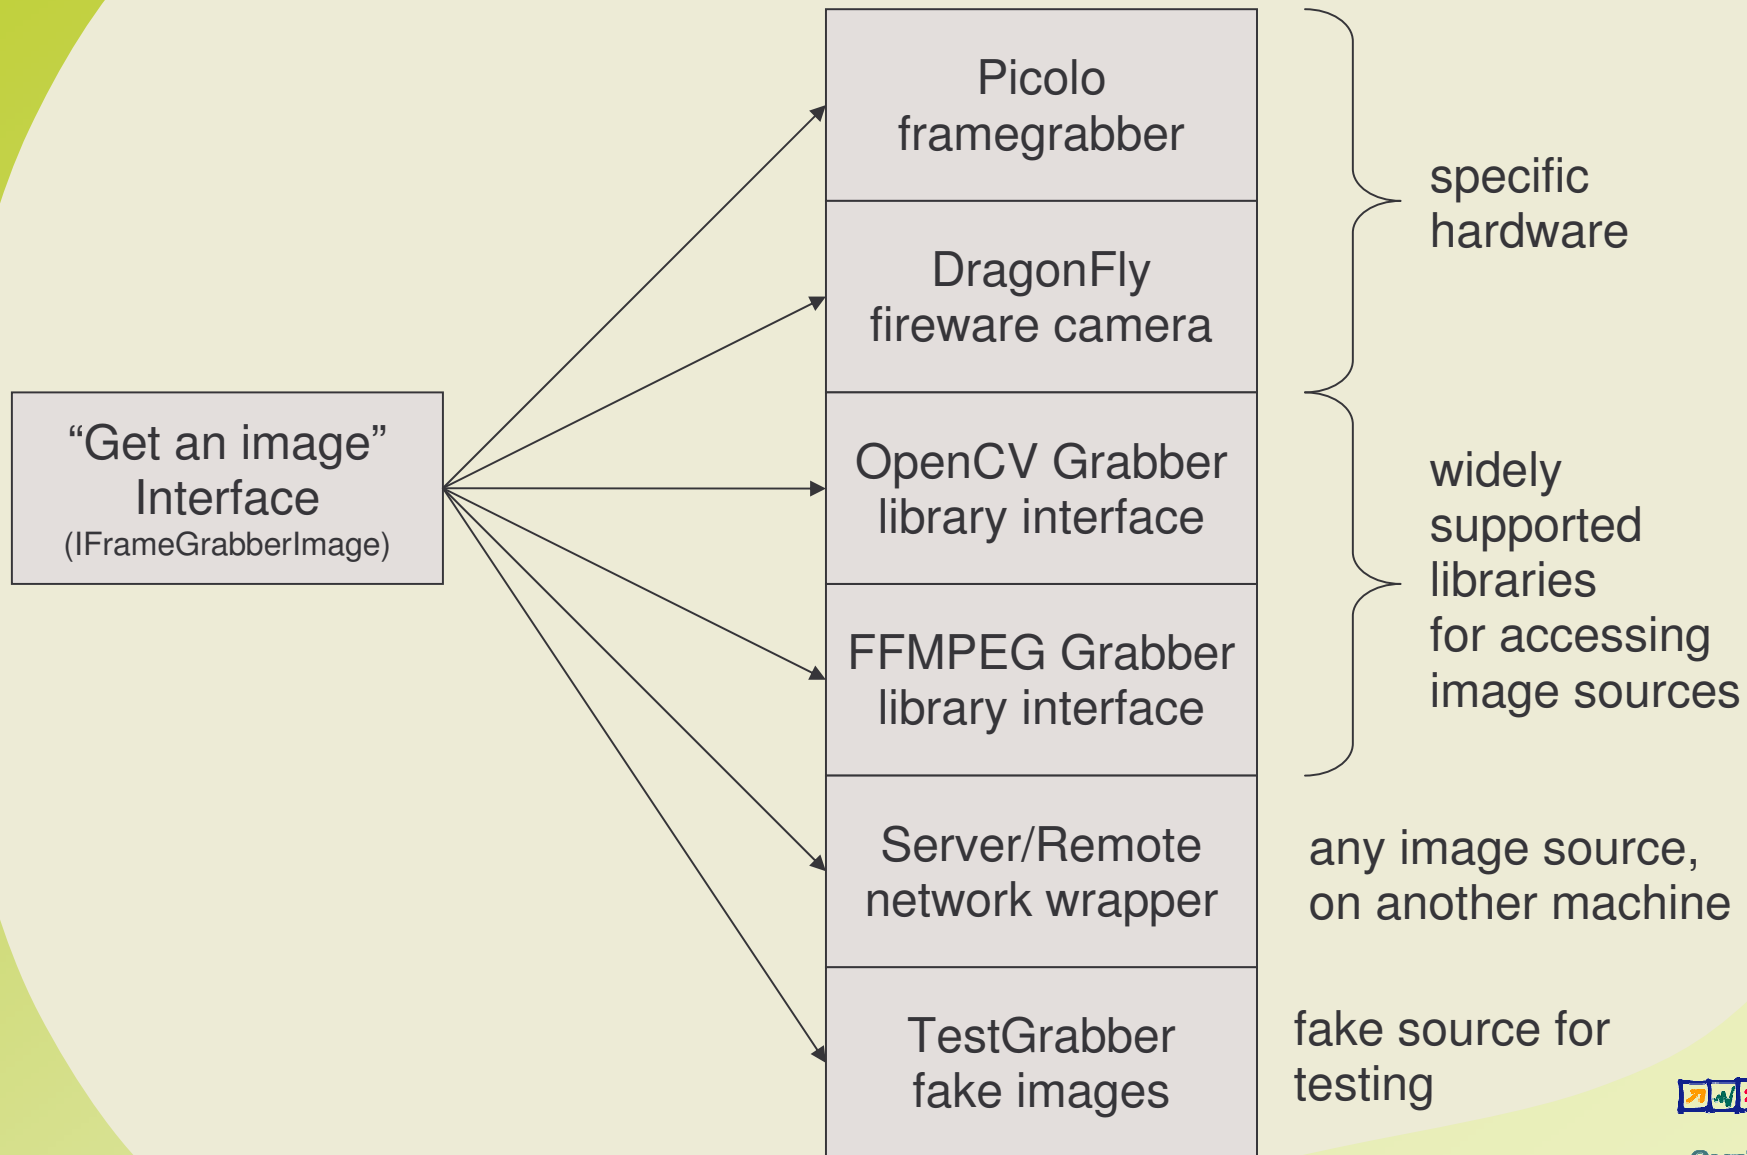 Picolo
framegrabber
specific
hardware
DragonFly
fireware camera
“Get an image”
Interface
(IFrameGrabberImage)
OpenCV Grabber
library interface
widely
supported
libraries
for accessing
image sources
FFMPEG Grabber
library interface
Server/Remote
network wrapper
any image source,
on another machine
TestGrabber
fake images
fake source for
testing